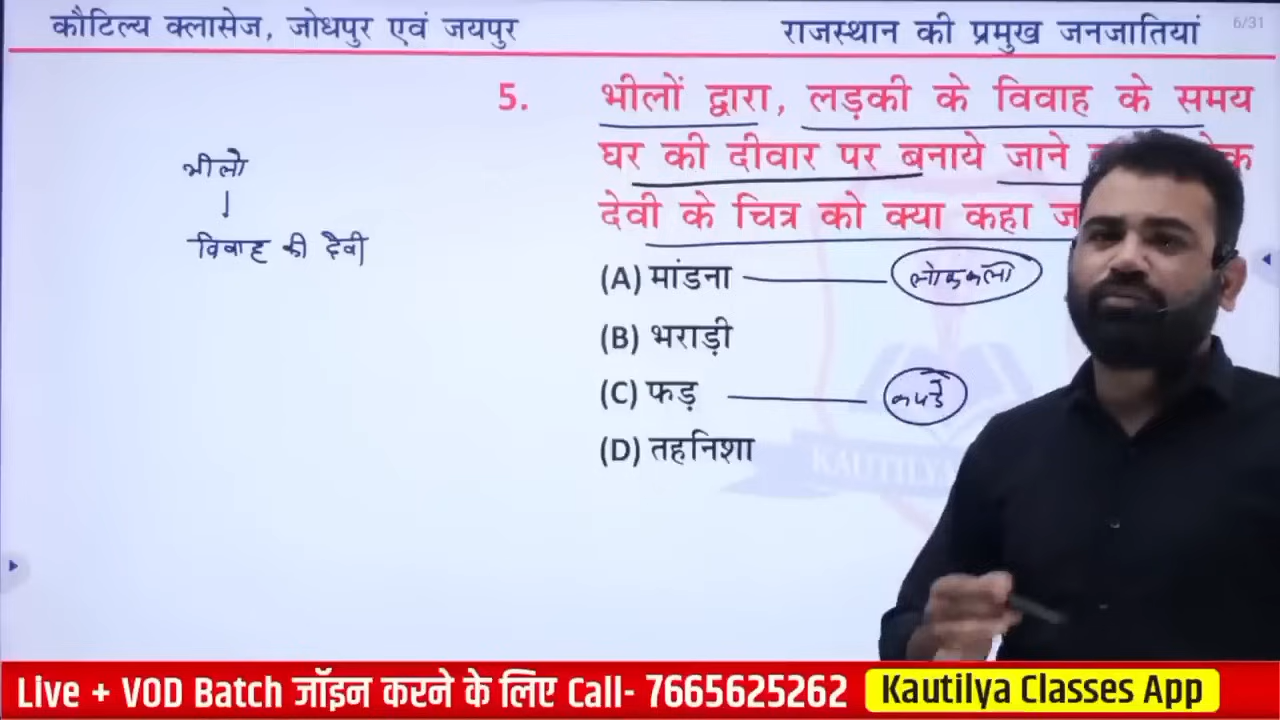 कौटिल्य क्लासेज, जोधपुर एवं जयपुर
राजस्थान की प्रमुख जनजातियां
6/31
5. भीलों द्वारा, लड़की के विवाह के समय
घर की दीवार पर बनाये जाने
देवी के चित्र को क्या कहा
(A) मांडना
लोककला
(B) भराड़ी
(C) फड़
कपड़े
(D) तहनिशा
भीलो
विवाह की देवी
KAUTILYA
Live + VOD Batch जॉइन करने के लिए Call- 7665625262
Kautilya Classes App